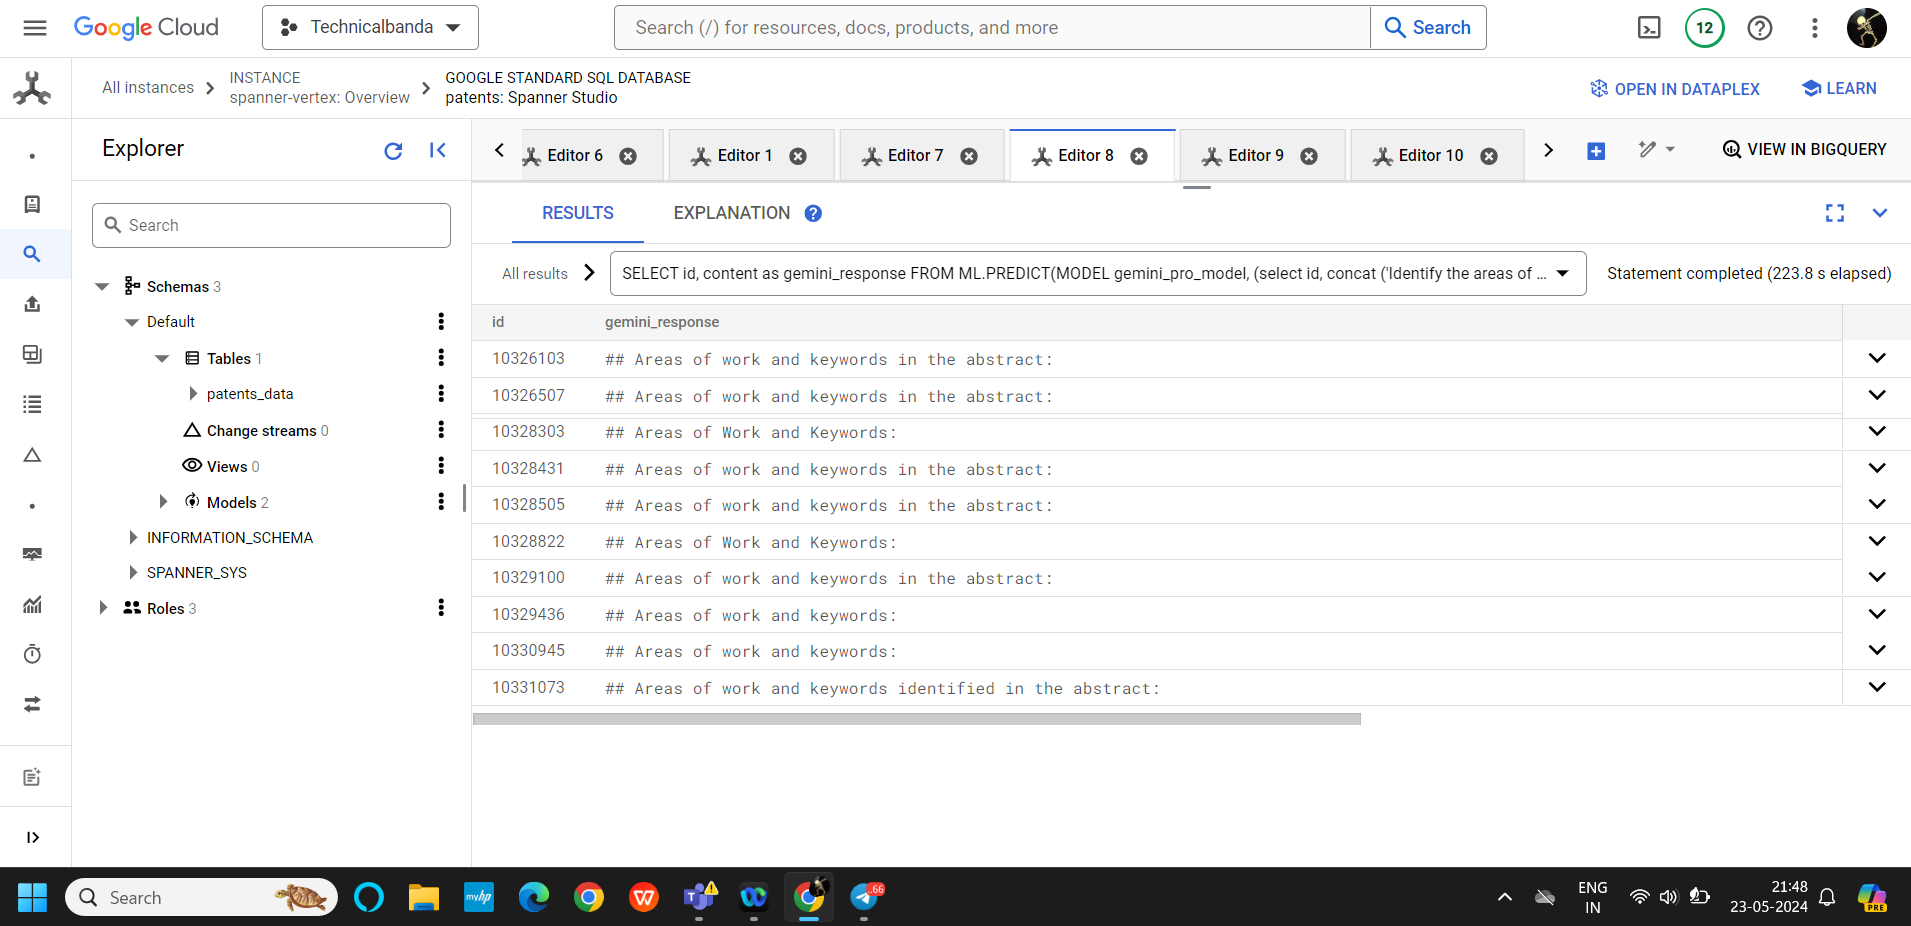 Google Cloud
Technicalbanda
Search (/) for resources, docs, products, and more
Search
12
All instances
INSTANCE
spanner-vertex: Overview
GOOGLE STANDARD SQL DATABASE
patents: Spanner Studio
OPEN IN DATAPLEX
LEARN
Explorer
Editor 6
Editor 1
Editor 7
Editor 8
Editor 9
Editor 10
VIEW IN BIGQUERY
Search
Schemas 3
Default
Tables 1
patents_data
Change streams 0
Views 0
Models 2
INFORMATION_SCHEMA
SPANNER_SYS
Roles 3
RESULTS
EXPLANATION
All results
SELECT id, content as gemini_response FROM ML.PREDICT(MODEL gemini_pro_model, (select id, concat ('Identify the areas of ...
Statement completed (223.8 s elapsed)
id gemini_response
10326103 ## Areas of work and keywords in the abstract:
10326507 ## Areas of work and keywords in the abstract:
10328303 ## Areas of Work and Keywords:
10328431 ## Areas of work and keywords in the abstract:
10328505 ## Areas of work and keywords in the abstract:
10328822 ## Areas of Work and Keywords:
10329100 ## Areas of work and keywords in the abstract:
10329436 ## Areas of work and keywords:
10330945 ## Areas of work and keywords:
10331073 ## Areas of work and keywords identified in the abstract:
Search
myhp
W
..66
ENG
IN
21:48
23-05-2024
PRE